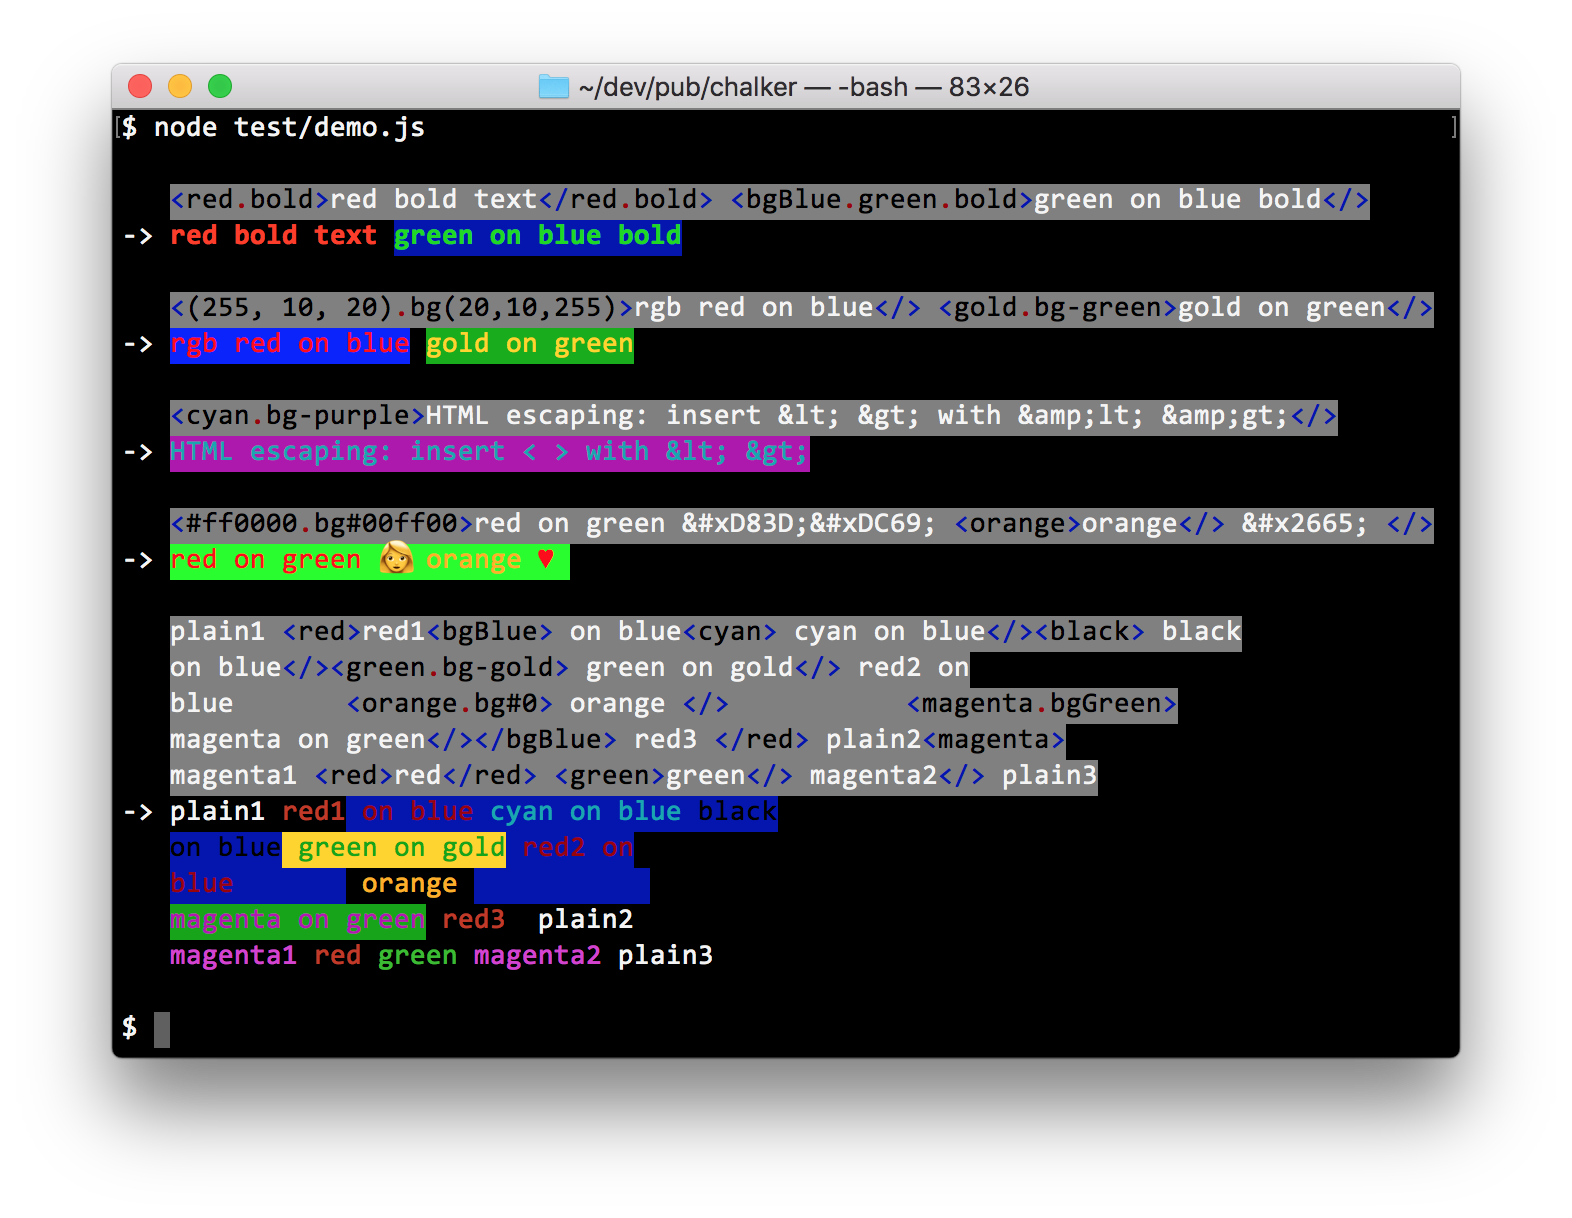 ~/dev/pub/chalker — -bash — 83×26
[$ node test/demo.js ]
<red.bold>red bold text</red.bold> <bgBlue.green.bold>green on blue bold</>
-> red bold text green on blue bold
<(255, 10, 20).bg(20,10,255)>rgb red on blue</> <gold.bg-green>gold on green</>
-> rgb red on blue gold on green
<cyan.bg-purple>HTML escaping: insert &lt; &gt; with &amp;lt; &amp;gt;</>
-> HTML escaping: insert < > with &lt; &gt;
<#ff0000.bg#00ff00>red on green &#xD83D;&#xDC69; <orange>orange</> &#x2665; </>
-> red on green 👩 orange ♥
plain1 <red>red1<bgBlue> on blue<cyan> cyan on blue</><black> black
on blue</><green.bg-gold> green on gold</> red2 on
blue       <orange.bg#0> orange </>           <magenta.bgGreen>
magenta on green</></bgBlue> red3 </red> plain2<magenta>
magenta1 <red>red</red> <green>green</> magenta2</> plain3
-> plain1 red1 on blue cyan on blue black
on blue green on gold red2 on
blue        orange
magenta on green red3  plain2
magenta1 red green magenta2 plain3
$